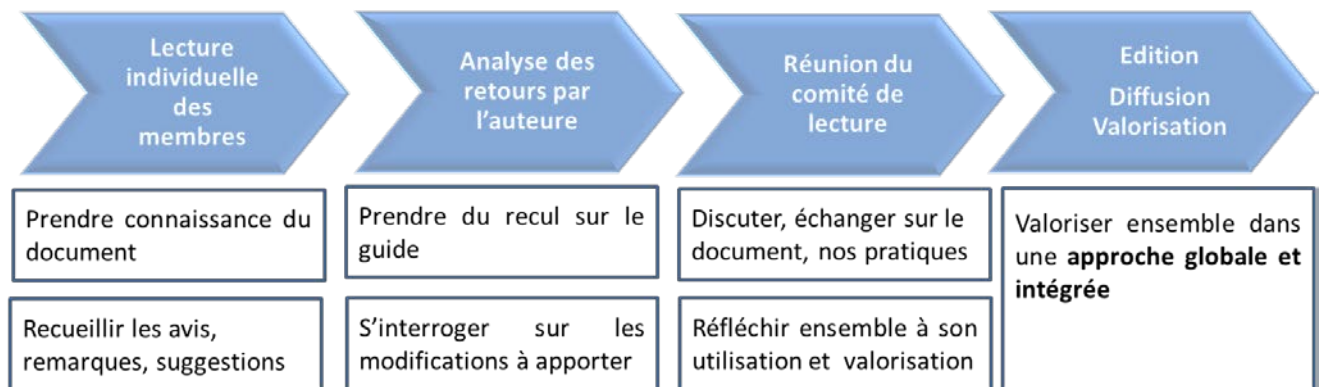 Lecture
individuelle
des
membres
Analyse des
retours par
l’auteure
Réunion du
comité de
lecture
Edition
Diffusion
Valorisation
Prendre connaissance du
document
Prendre du recul sur le
guide
Discuter, échanger sur le
document, nos pratiques
Valoriser ensemble dans
une approche globale et
intégrée
Recueillir les avis,
remarques, suggestions
S’interroger sur les
modifications à apporter
Réfléchir ensemble à son
utilisation et valorisation